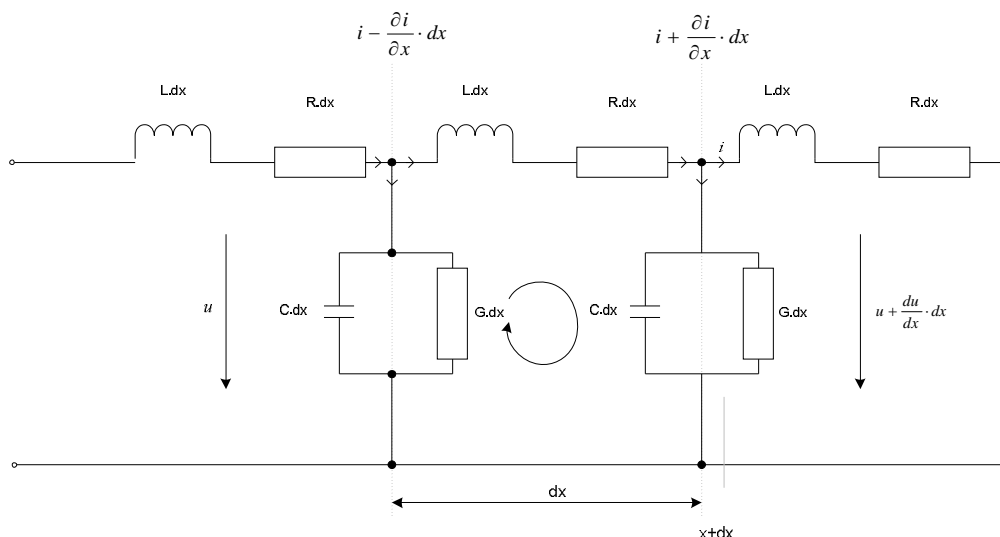 i − ∂i/∂x · dx
i + ∂i/∂x · dx
L.dx
R.dx
L.dx
R.dx
L.dx
R.dx
i
u
C.dx
G.dx
C.dx
G.dx
u + du/dx · dx
dx
x+dx